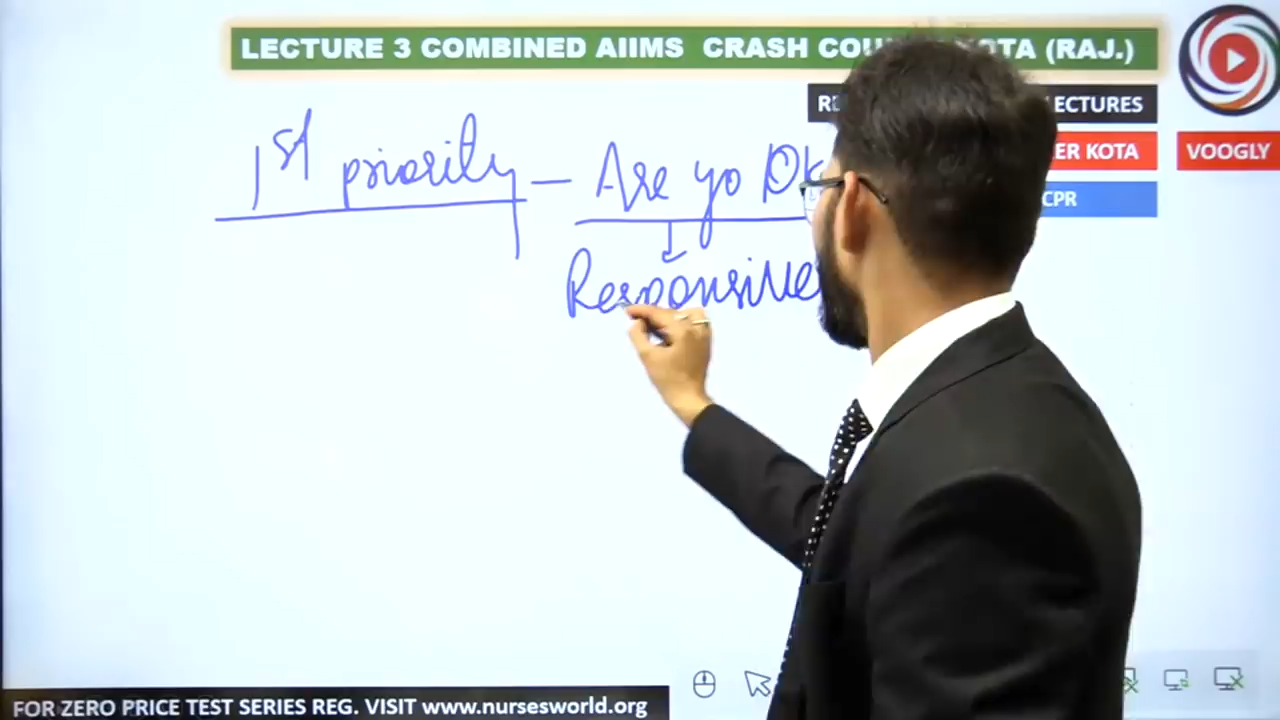 LECTURE 3 COMBINED AIIMS CRASH COU OTA (RAJ.)
RE ECTURES
ER KOTA
VOOGLY
CPR
1st priority — Are yo Ok
Responsive
FOR ZERO PRICE TEST SERIES REG. VISIT www.nursesworld.org